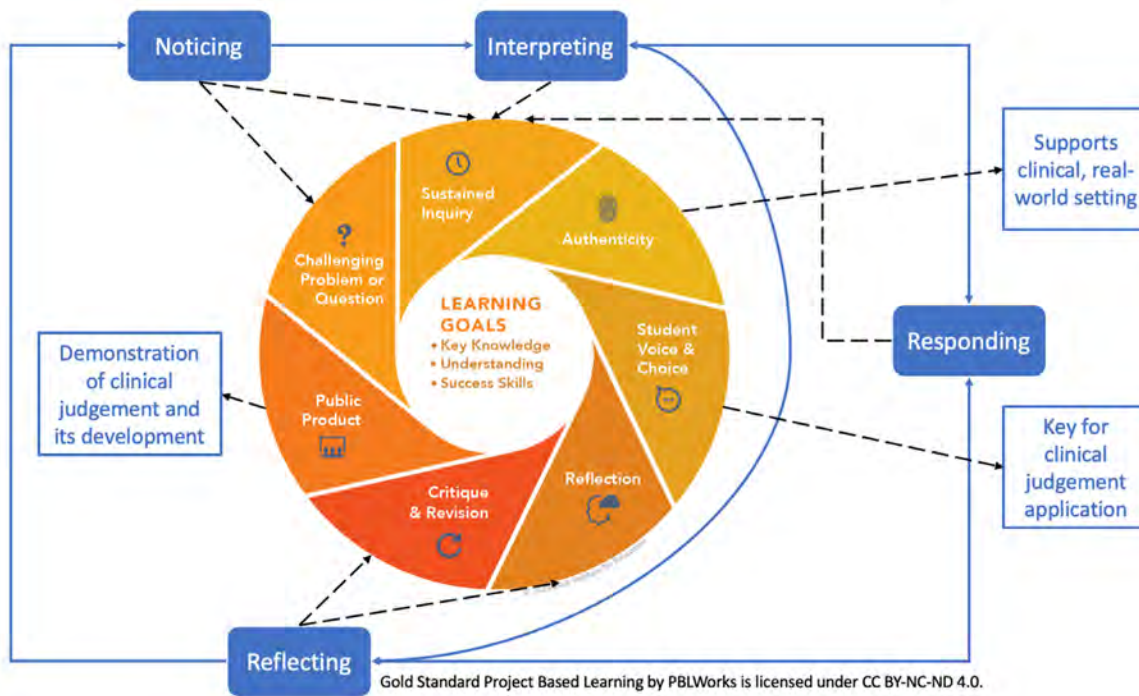 Noticing
Interpreting
Supports
clinical, real-
world setting
Sustained
Inquiry
Authenticity
Challenging
Problem or
Question
LEARNING
GOALS
• Key Knowledge
• Understanding
• Success Skills
Student
Voice &
Choice
Responding
Demonstration
of clinical
judgement and
its development
Public
Product
Key for
clinical
judgement
application
Critique
& Revision
Reflection
Reflecting
Gold Standard Project Based Learning by PBLWorks is licensed under CC BY-NC-ND 4.0.